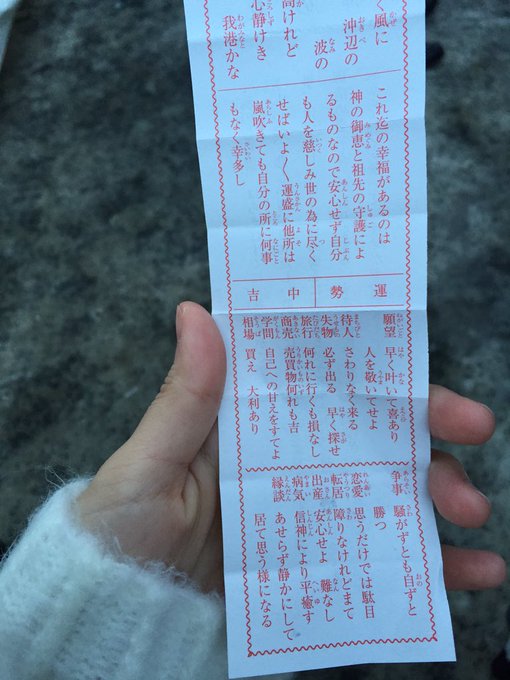 く風に
沖辺の
波の
高けれど
心静けき
我港かな
これ迄の幸福があるのは
神の御恵と祖先の守護によ
るものなので安心せず自分
も人を慈しみ世の為に尽く
せばいよ〱運盛に他所は
嵐吹きても自分の所に何事
もなく幸多し
運勢
中吉
願望 早く叶いて喜あり
人を敬いてせよ
待人 さわりなく来る
失物 必ず出る 早く探せ
旅行 何れに行くも損なし
商売 売買物何れも吉
学問 自己への甘えをすてよ
相場 買え 大利あり
争事 騒がずとも自ずと
勝つ
恋愛 思うだけでは駄目
転居 障りなけれどまて
出産 安心せよ 難なし
病気 信神により平癒す
縁談 あせらず静かにして
居て思う様になる